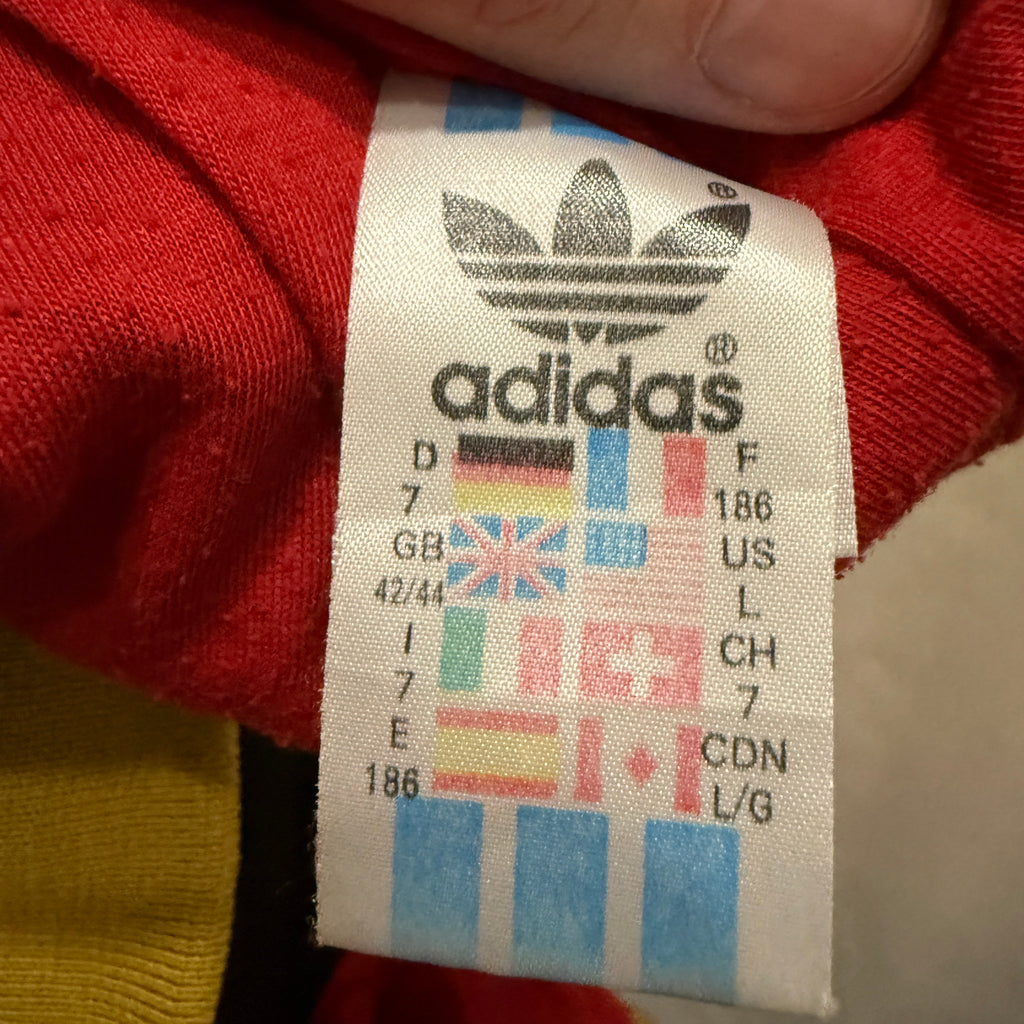 ®
adidas®
D F
7 186
GB US
42/44 L
I CH
7 7
E CDN
186 L/G